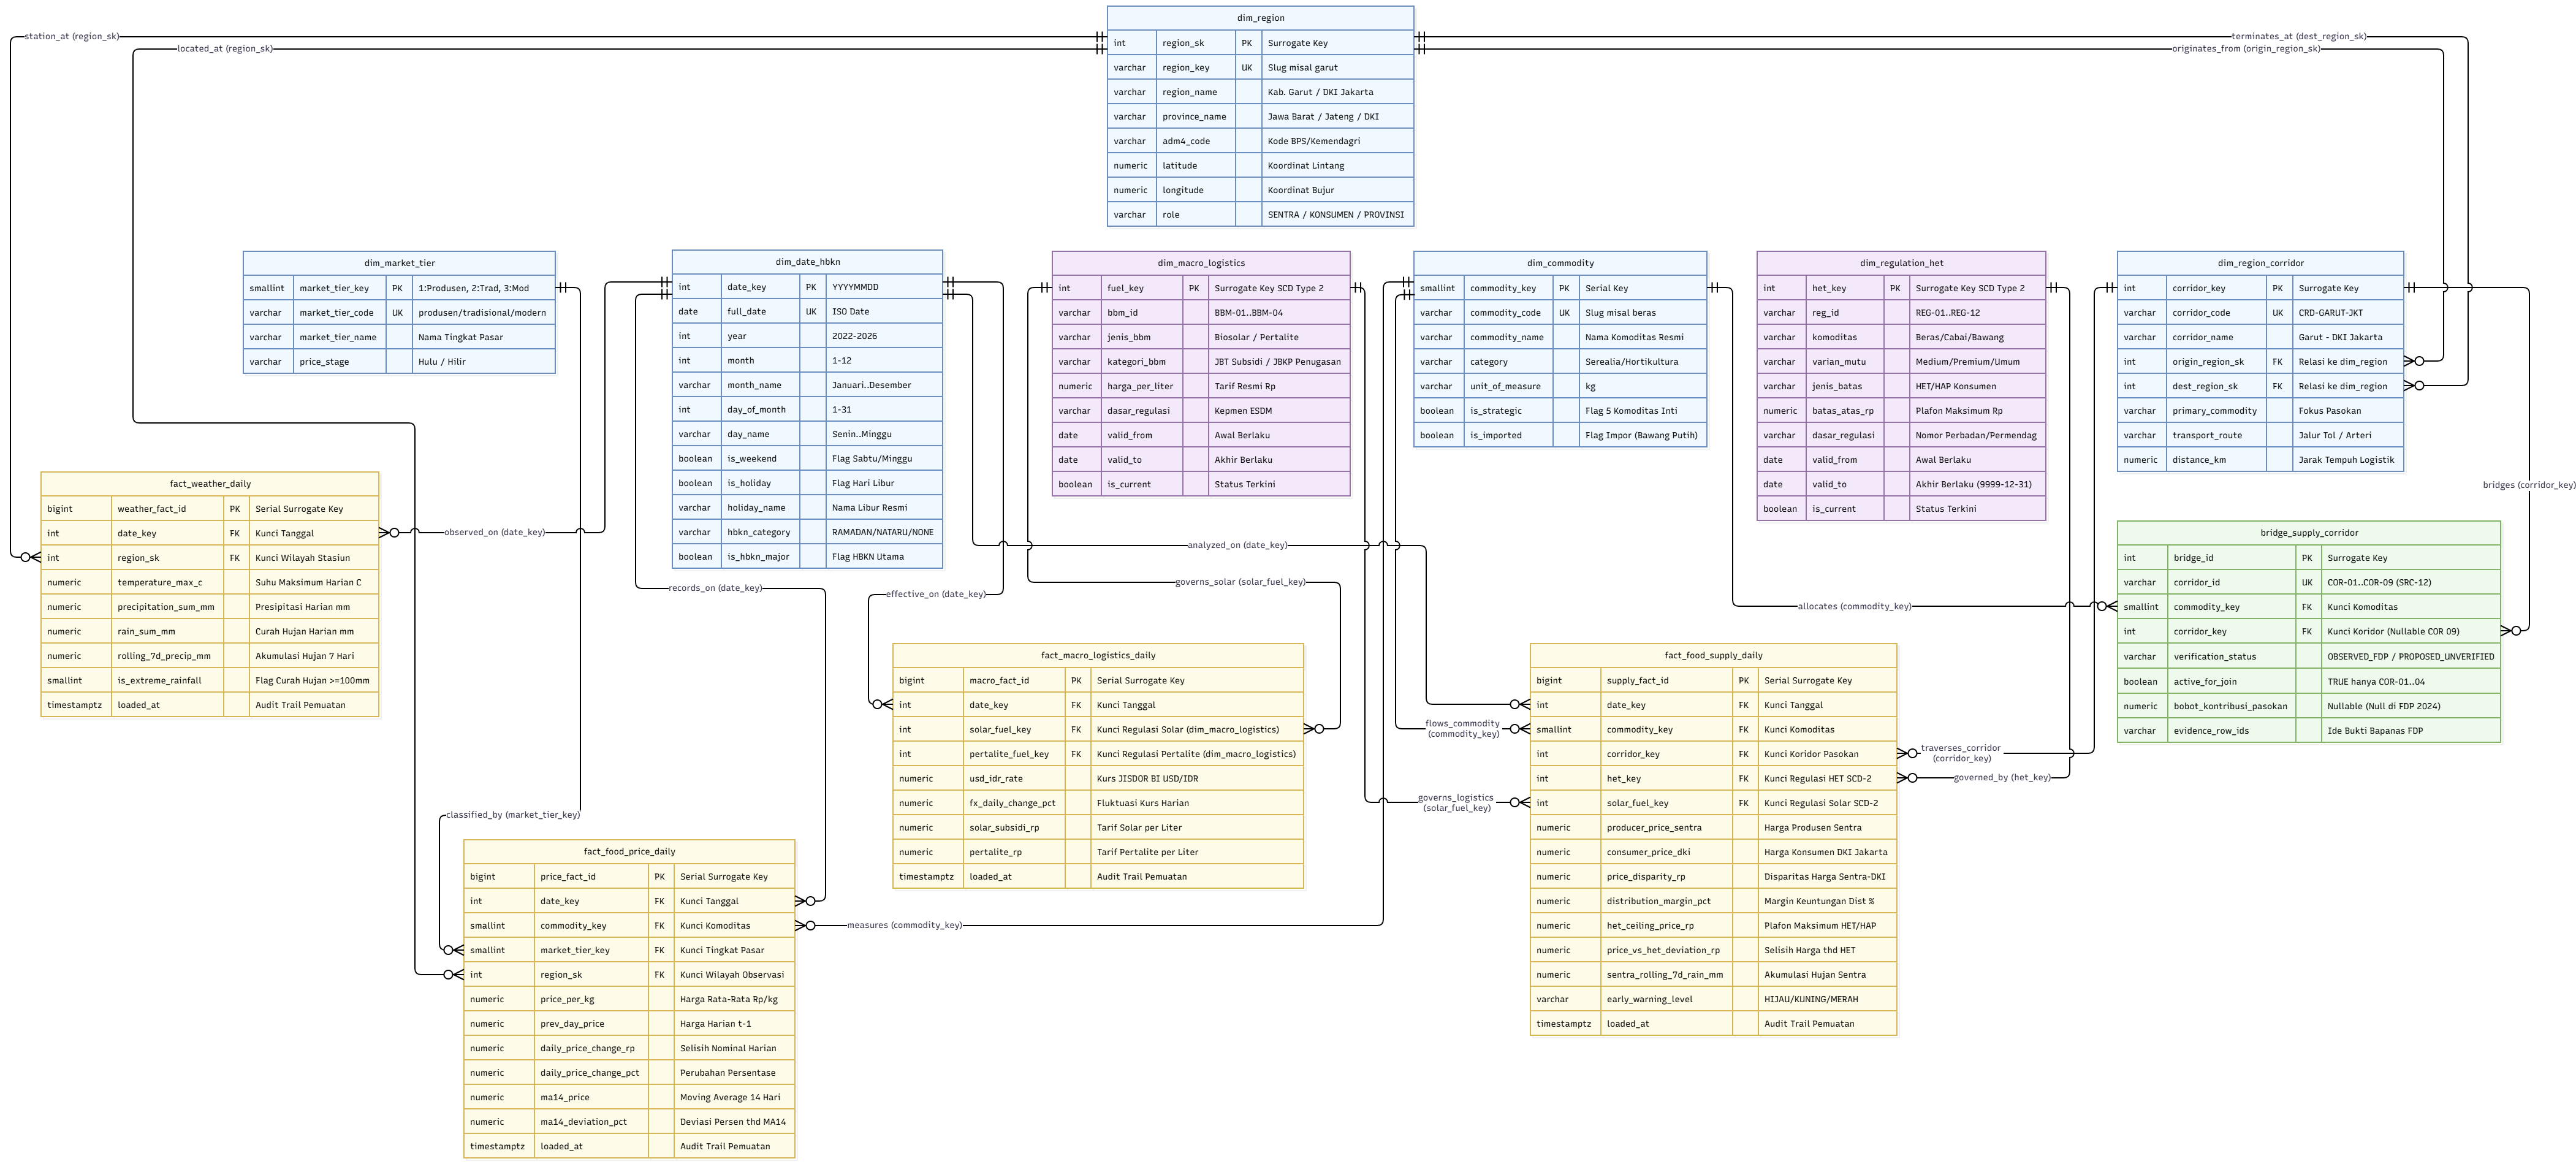 dim_region
int region_sk PK Surrogate Key
varchar region_key UK Slug misal garut
varchar region_name Kab. Garut / DKI Jakarta
varchar province_name Jawa Barat / Jateng / DKI
varchar adm4_code Kode BPS/Kemendagri
numeric latitude Koordinat Lintang
numeric longitude Koordinat Bujur
varchar role SENTRA / KONSUMEN / PROVINSI
station_at (region_sk)
located_at (region_sk)
terminates_at (dest_region_sk)
originates_from (origin_region_sk)
dim_market_tier
smallint market_tier_key PK 1:Produsen, 2:Trad, 3:Mod
varchar market_tier_code UK produsen/tradisional/modern
varchar market_tier_name Nama Tingkat Pasar
varchar price_stage Hulu / Hilir
dim_date_hbkn
int date_key PK YYYYMMDD
date full_date UK ISO Date
int year 2022-2026
int month 1-12
varchar month_name Januari..Desember
int day_of_month 1-31
varchar day_name Senin..Minggu
boolean is_weekend Flag Sabtu/Minggu
boolean is_holiday Flag Hari Libur
varchar holiday_name Nama Libur Resmi
varchar hbkn_category RAMADAN/NATARU/NONE
boolean is_hbkn_major Flag HBKN Utama
dim_macro_logistics
int fuel_key PK Surrogate Key SCD Type 2
varchar bbm_id BBM-01..BBM-04
varchar jenis_bbm Biosolar / Pertalite
varchar kategori_bbm JBT Subsidi / JBKP Penugasan
numeric harga_per_liter Tarif Resmi Rp
varchar dasar_regulasi Kepmen ESDM
date valid_from Awal Berlaku
date valid_to Akhir Berlaku
boolean is_current Status Terkini
dim_commodity
smallint commodity_key PK Serial Key
varchar commodity_code UK Slug misal beras
varchar commodity_name Nama Komoditas Resmi
varchar category Serealia/Hortikultura
varchar unit_of_measure kg
boolean is_strategic Flag 5 Komoditas Inti
boolean is_imported Flag Impor (Bawang Putih)
dim_regulation_het
int het_key PK Surrogate Key SCD Type 2
varchar reg_id REG-01..REG-12
varchar komoditas Beras/Cabai/Bawang
varchar varian_mutu Medium/Premium/Umum
varchar jenis_batas HET/HAP Konsumen
numeric batas_atas_rp Plafon Maksimum Rp
varchar dasar_regulasi Nomor Perbadan/Permendag
date valid_from Awal Berlaku
date valid_to Akhir Berlaku (9999-12-31)
boolean is_current Status Terkini
dim_region_corridor
int corridor_key PK Surrogate Key
varchar corridor_code UK CRD-GARUT-JKT
varchar corridor_name Garut - DKI Jakarta
int origin_region_sk FK Relasi ke dim_region
int dest_region_sk FK Relasi ke dim_region
varchar primary_commodity Fokus Pasokan
varchar transport_route Jalur Tol / Arteri
numeric distance_km Jarak Tempuh Logistik
bridges (corridor_key)
fact_weather_daily
bigint weather_fact_id PK Serial Surrogate Key
int date_key FK Kunci Tanggal
int region_sk FK Kunci Wilayah Stasiun
numeric temperature_max_c Suhu Maksimum Harian C
numeric precipitation_sum_mm Presipitasi Harian mm
numeric rain_sum_mm Curah Hujan Harian mm
numeric rolling_7d_precip_mm Akumulasi Hujan 7 Hari
smallint is_extreme_rainfall Flag Curah Hujan >=100mm
timestamptz loaded_at Audit Trail Pemuatan
observed_on (date_key)
analyzed_on (date_key)
governs_solar (solar_fuel_key)
records_on (date_key)
effective_on (date_key)
allocates (commodity_key)
bridge_supply_corridor
int bridge_id PK Surrogate Key
varchar corridor_id UK COR-01..COR-09 (SRC-12)
smallint commodity_key FK Kunci Komoditas
int corridor_key FK Kunci Koridor (Nullable COR 09)
varchar verification_status OBSERVED_FDP / PROPOSED_UNVERIFIED
boolean active_for_join TRUE hanya COR-01..04
numeric bobot_kontribusi_pasokan Nullable (Null di FDP 2024)
varchar evidence_row_ids Ide Bukti Bapanas FDP
fact_macro_logistics_daily
bigint macro_fact_id PK Serial Surrogate Key
int date_key FK Kunci Tanggal
int solar_fuel_key FK Kunci Regulasi Solar (dim_macro_logistics)
int pertalite_fuel_key FK Kunci Regulasi Pertalite (dim_macro_logistics)
numeric usd_idr_rate Kurs JISDOR BI USD/IDR
numeric fx_daily_change_pct Fluktuasi Kurs Harian
numeric solar_subsidi_rp Tarif Solar per Liter
numeric pertalite_rp Tarif Pertalite per Liter
timestamptz loaded_at Audit Trail Pemuatan
flows_commodity
(commodity_key)
governs_logistics
(solar_fuel_key)
fact_food_supply_daily
bigint supply_fact_id PK Serial Surrogate Key
int date_key FK Kunci Tanggal
smallint commodity_key FK Kunci Komoditas
int corridor_key FK Kunci Koridor Pasokan
int het_key FK Kunci Regulasi HET SCD-2
int solar_fuel_key FK Kunci Regulasi Solar SCD-2
numeric producer_price_sentra Harga Produsen Sentra
numeric consumer_price_dki Harga Konsumen DKI Jakarta
numeric price_disparity_rp Disparitas Harga Sentra-DKI
numeric distribution_margin_pct Margin Keuntungan Dist %
numeric het_ceiling_price_rp Plafon Maksimum HET/HAP
numeric price_vs_het_deviation_rp Selisih Harga thd HET
numeric sentra_rolling_7d_rain_mm Akumulasi Hujan Sentra
varchar early_warning_level HIJAU/KUNING/MERAH
timestamptz loaded_at Audit Trail Pemuatan
traverses_corridor
(corridor_key)
governed_by (het_key)
classified_by (market_tier_key)
fact_food_price_daily
bigint price_fact_id PK Serial Surrogate Key
int date_key FK Kunci Tanggal
smallint commodity_key FK Kunci Komoditas
smallint market_tier_key FK Kunci Tingkat Pasar
int region_sk FK Kunci Wilayah Observasi
numeric price_per_kg Harga Rata-Rata Rp/kg
numeric prev_day_price Harga Harian t-1
numeric daily_price_change_rp Selisih Nominal Harian
numeric daily_price_change_pct Perubahan Persentase
numeric ma14_price Moving Average 14 Hari
numeric ma14_deviation_pct Deviasi Persen thd MA14
timestamptz loaded_at Audit Trail Pemuatan
measures (commodity_key)